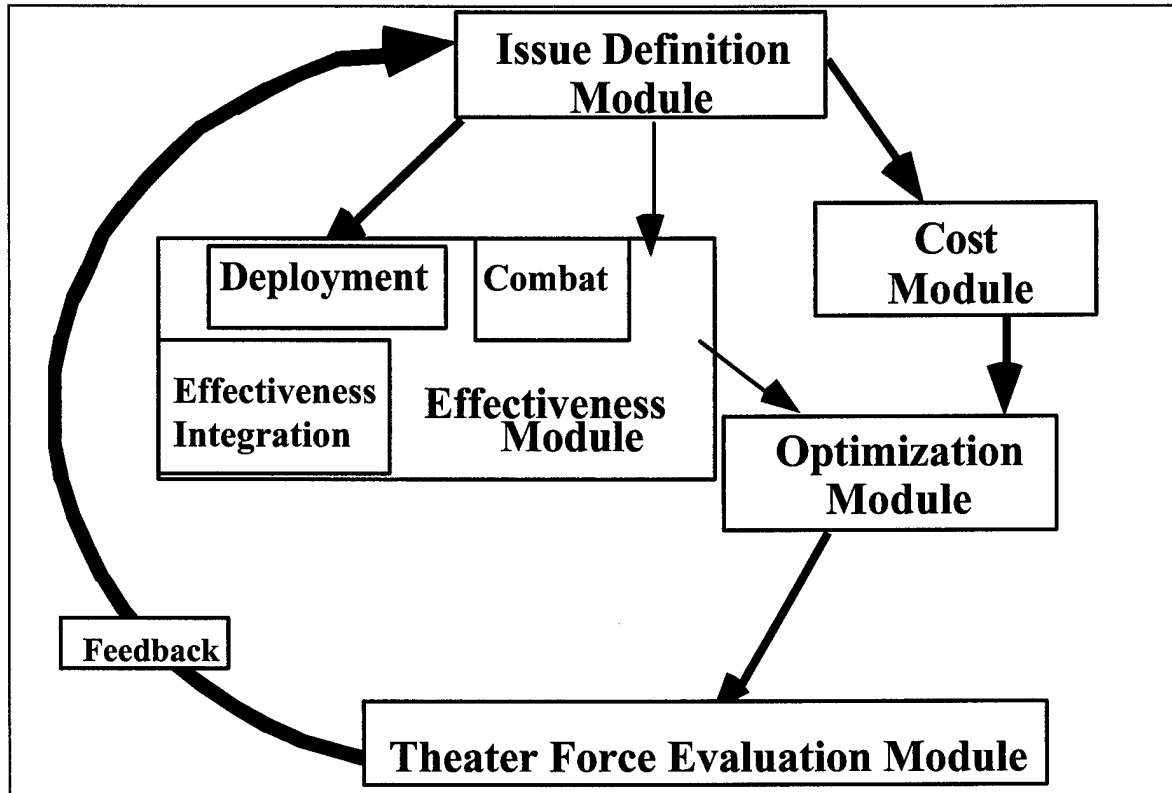 Issue Definition
Module
Cost
Module
Deployment
Combat
Effectiveness
Integration
Effectiveness
Module
Optimization
Module
Feedback
Theater Force Evaluation Module